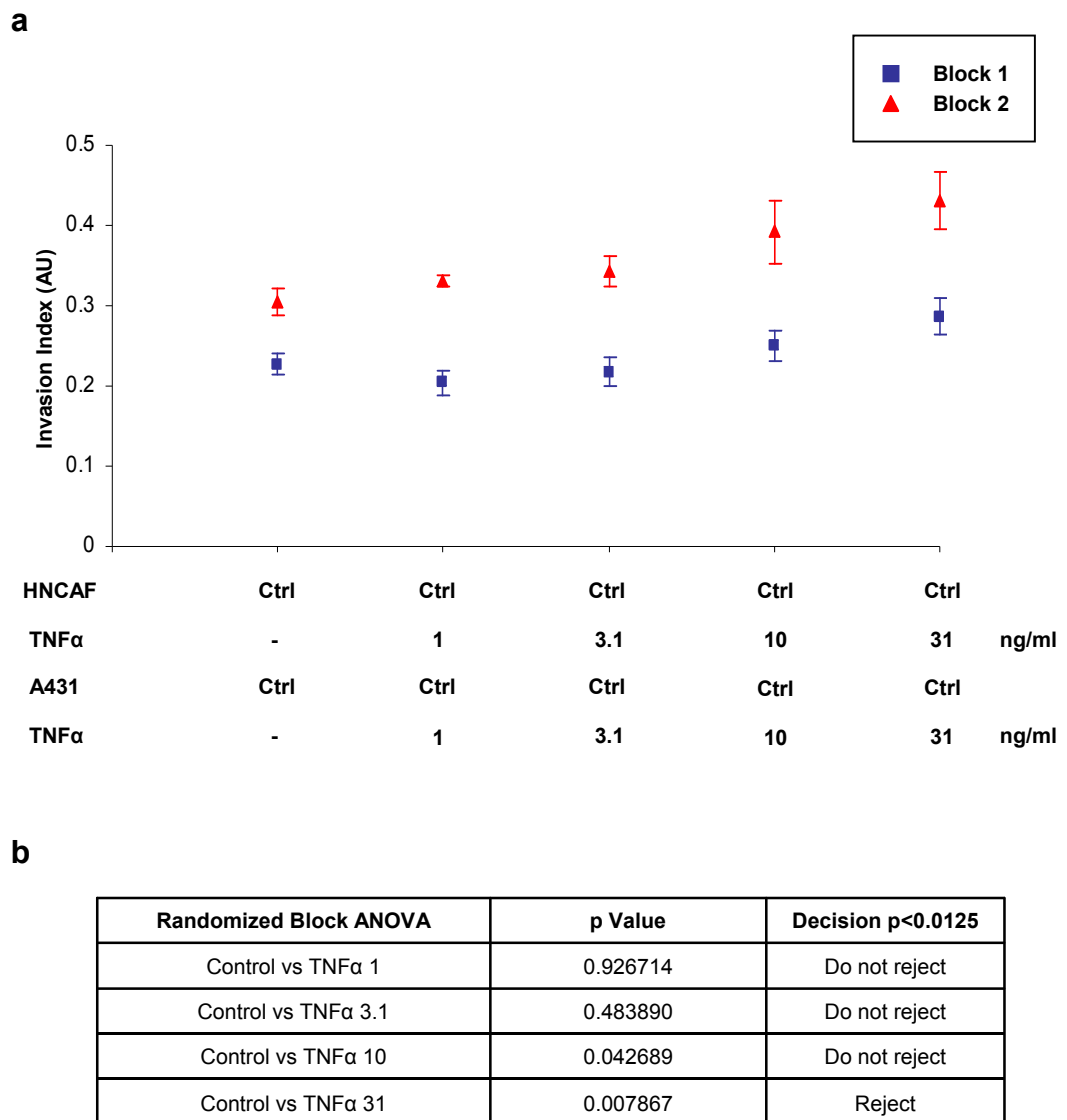 a
Block 1
Block 2
0.5
0.4
0.3
0.2
0.1
0
Invasion Index (AU)
HNCAF Ctrl Ctrl Ctrl Ctrl Ctrl
TNFα - 1 3.1 10 31 ng/ml
A431 Ctrl Ctrl Ctrl Ctrl Ctrl
TNFα - 1 3.1 10 31 ng/ml
b
Randomized Block ANOVA p Value Decision p<0.0125
Control vs TNFα 1 0.926714 Do not reject
Control vs TNFα 3.1 0.483890 Do not reject
Control vs TNFα 10 0.042689 Do not reject
Control vs TNFα 31 0.007867 Reject